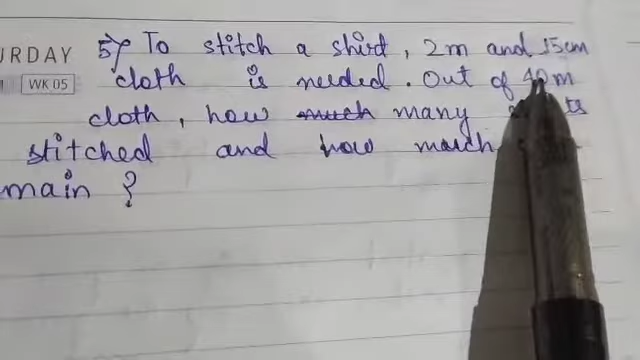 URDAY 5) To stitch a shirt, 2m and 15cm
WK 05 cloth is needed. Out of 40m
cloth, how much many
stitched and how much
main ?